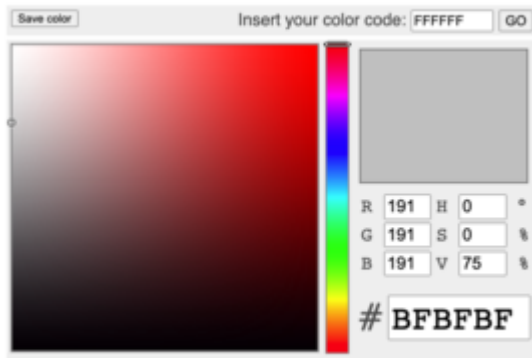 Save color Insert your color code: FFFFFF GO
R 191 H 0 °
G 191 S 0 %
B 191 V 75 %
# BFBFBF